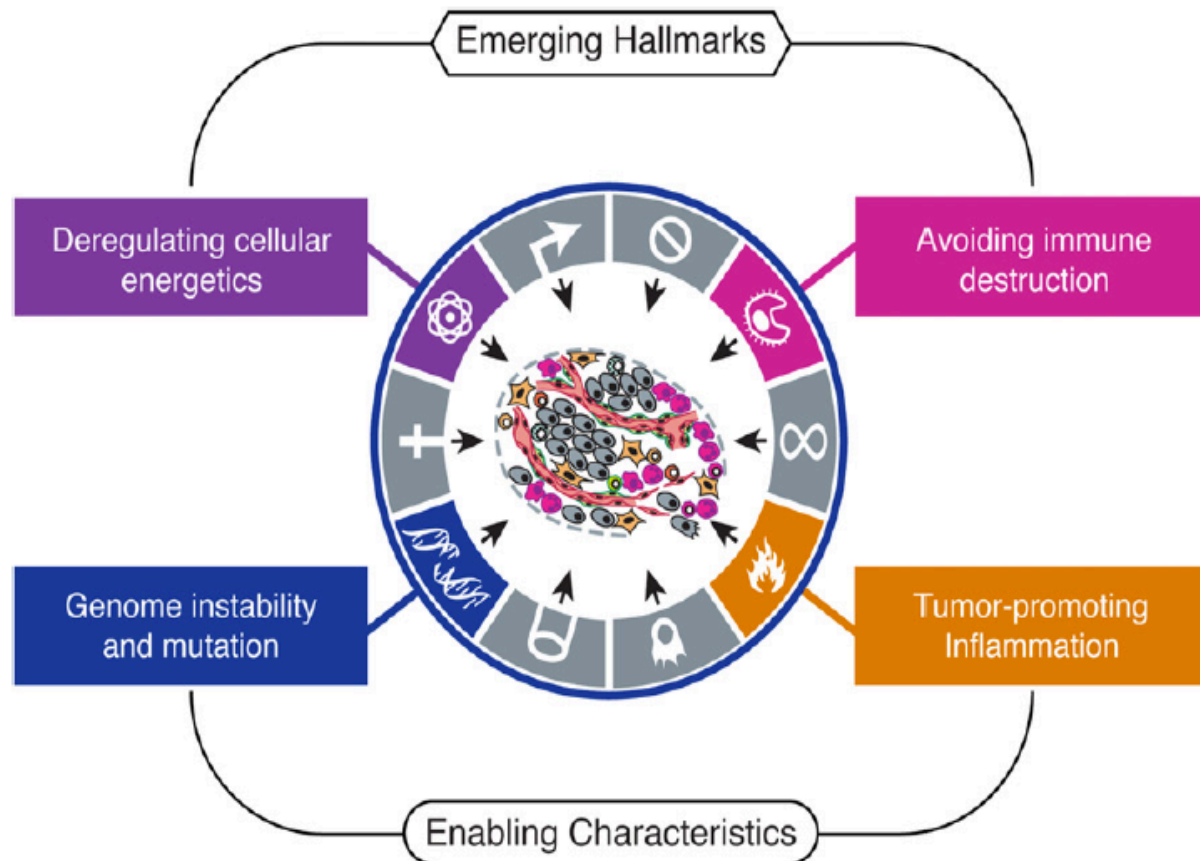 Emerging Hallmarks
Deregulating cellular
energetics
Avoiding immune
destruction
Genome instability
and mutation
Tumor-promoting
Inflammation
Enabling Characteristics